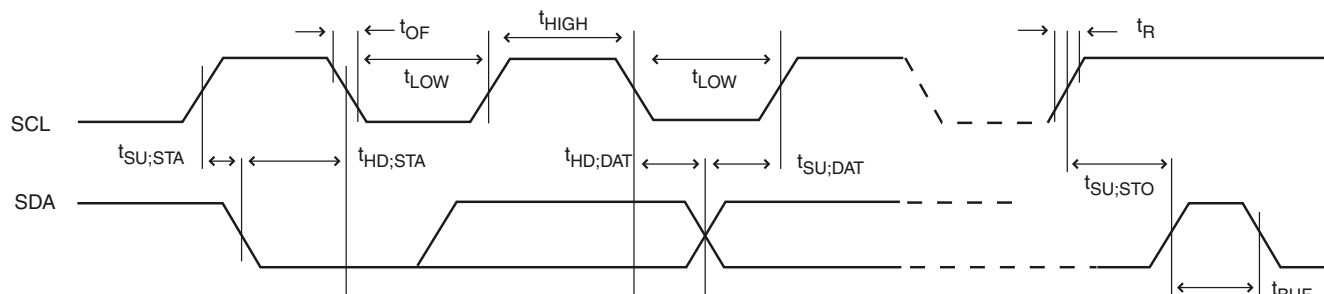 tOF
tHIGH
tR
tLOW
tLOW
SCL
tSU;STA
tHD;STA
tHD;DAT
tSU;DAT
tSU;STO
SDA
tBUF